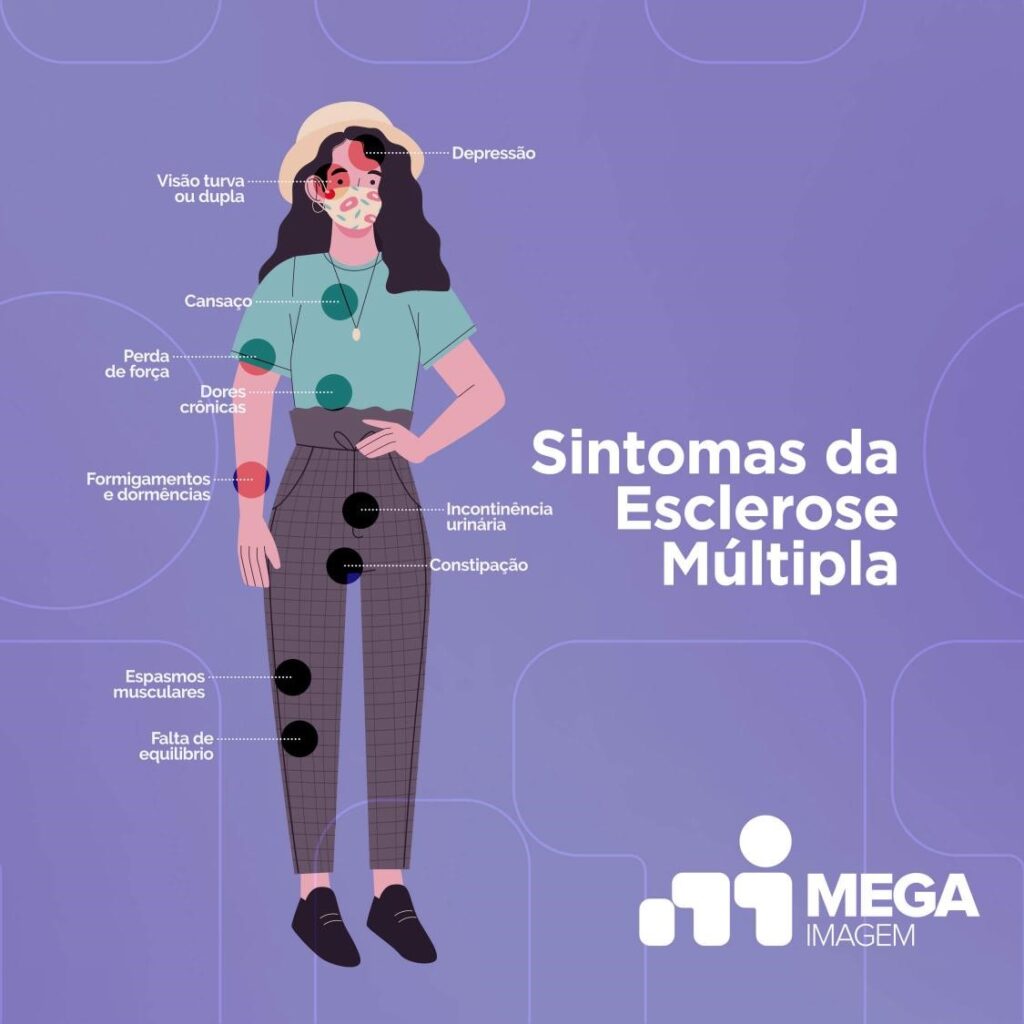 Depressão
Visão turva
ou dupla
Cansaço
Perda
de força
Dores
crônicas
Formigamentos
e dormências
Incontinência
urinária
Constipação
Espasmos
musculares
Falta de
equilibrio
Sintomas da
Esclerose
Múltipla
MEGA
IMAGEM